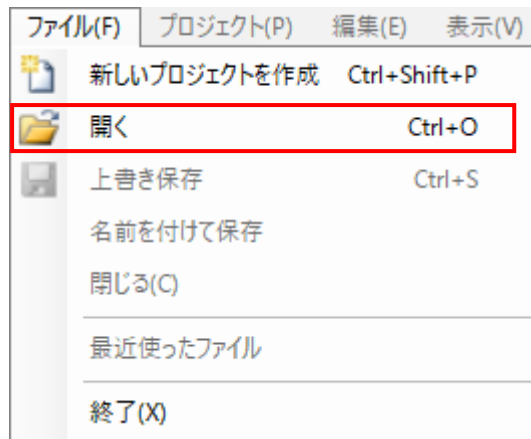 ファイル(F) プロジェクト(P) 編集(E) 表示(V)
新しいプロジェクトを作成 Ctrl+Shift+P
開く Ctrl+O
上書き保存 Ctrl+S
名前を付けて保存
閉じる(C)
最近使ったファイル
終了(X)